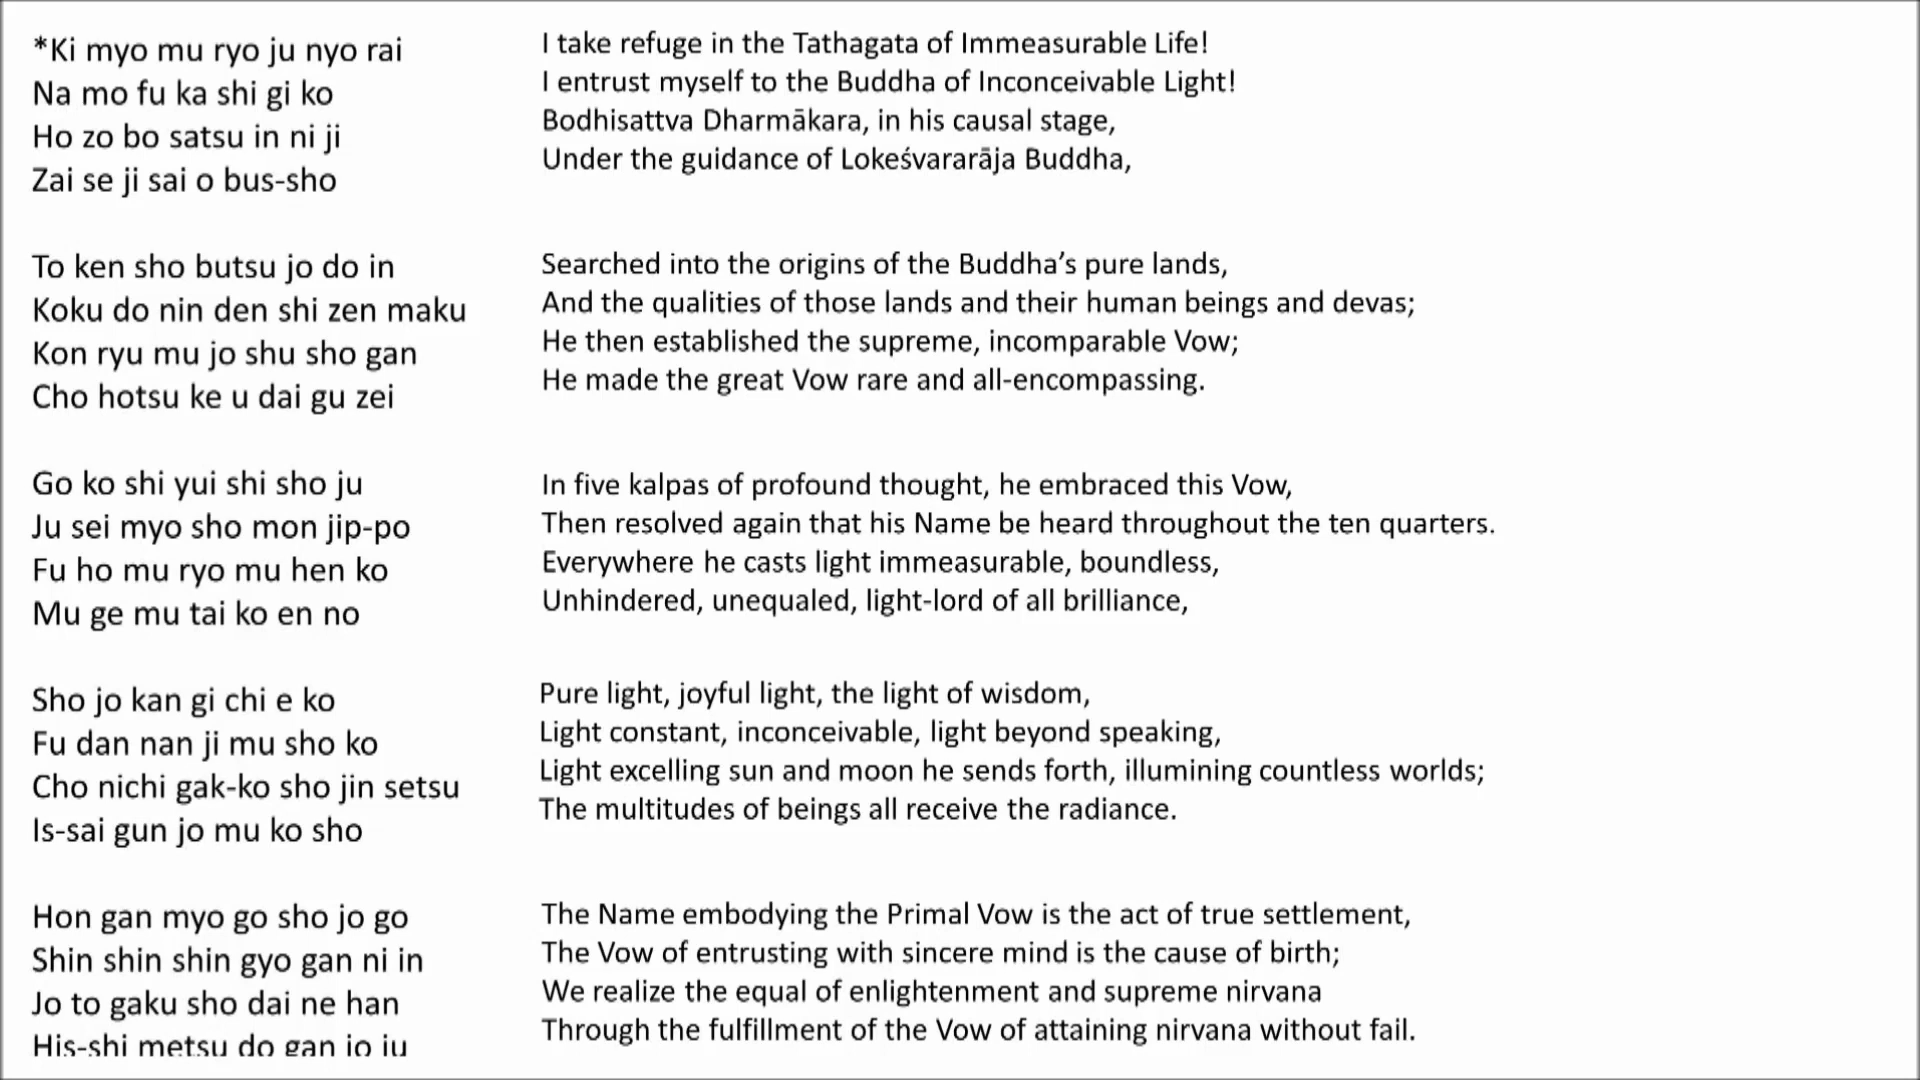 *Ki myo mu ryo ju nyo rai
Na mo fu ka shi gi ko
Ho zo bo satsu in ni ji
Zai se ji sai o bus-sho
To ken sho butsu jo do in
Koku do nin den shi zen maku
Kon ryu mu jo shu sho gan
Cho hotsu ke u dai gu zei
Go ko shi yui shi sho ju
Ju sei myo sho mon jip-po
Fu ho mu ryo mu hen ko
Mu ge mu tai ko en no
Sho jo kan gi chi e ko
Fu dan nan ji mu sho ko
Cho nichi gak-ko sho jin setsu
Is-sai gun jo mu ko sho
Hon gan myo go sho jo go
Shin shin shin gyo gan ni in
Jo to gaku sho dai ne han
His-shi metsu do gan jo ju
I take refuge in the Tathagata of Immeasurable Life!
I entrust myself to the Buddha of Inconceivable Light!
Bodhisattva Dharmākara, in his causal stage,
Under the guidance of Lokeśvararāja Buddha,
Searched into the origins of the Buddha’s pure lands,
And the qualities of those lands and their human beings and devas;
He then established the supreme, incomparable Vow;
He made the great Vow rare and all-encompassing.
In five kalpas of profound thought, he embraced this Vow,
Then resolved again that his Name be heard throughout the ten quarters.
Everywhere he casts light immeasurable, boundless,
Unhindered, unequaled, light-lord of all brilliance,
Pure light, joyful light, the light of wisdom,
Light constant, inconceivable, light beyond speaking,
Light excelling sun and moon he sends forth, illumining countless worlds;
The multitudes of beings all receive the radiance.
The Name embodying the Primal Vow is the act of true settlement,
The Vow of entrusting with sincere mind is the cause of birth;
We realize the equal of enlightenment and supreme nirvana
Through the fulfillment of the Vow of attaining nirvana without fail.